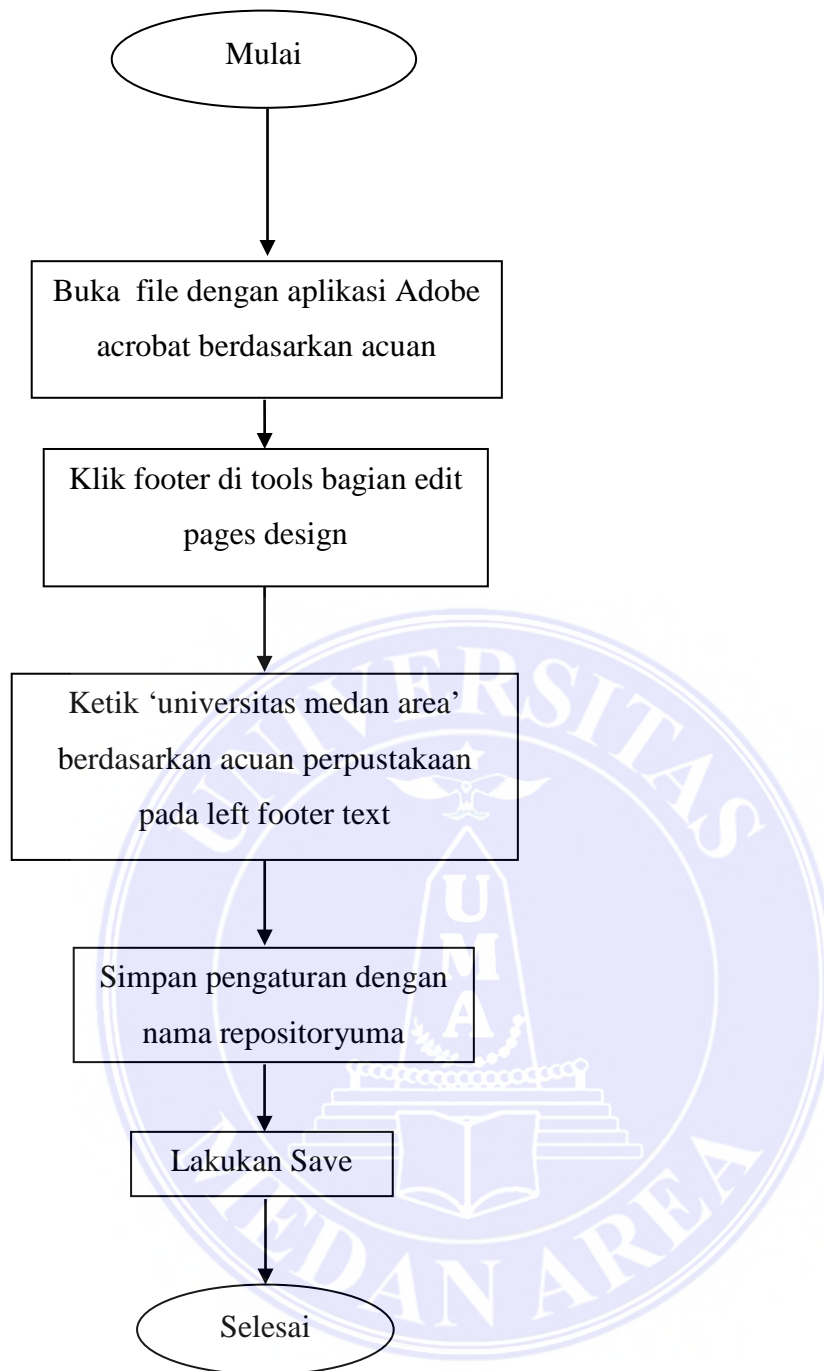 Mulai
Buka file dengan aplikasi Adobe
acrobat berdasarkan acuan
Klik footer di tools bagian edit
pages design
Ketik ‘universitas medan area’
berdasarkan acuan perpustakaan
pada left footer text
UNIVERSITAS
UMA
Simpan pengaturan dengan
nama repositoryuma
Lakukan Save
MEDAN AREA
Selesai